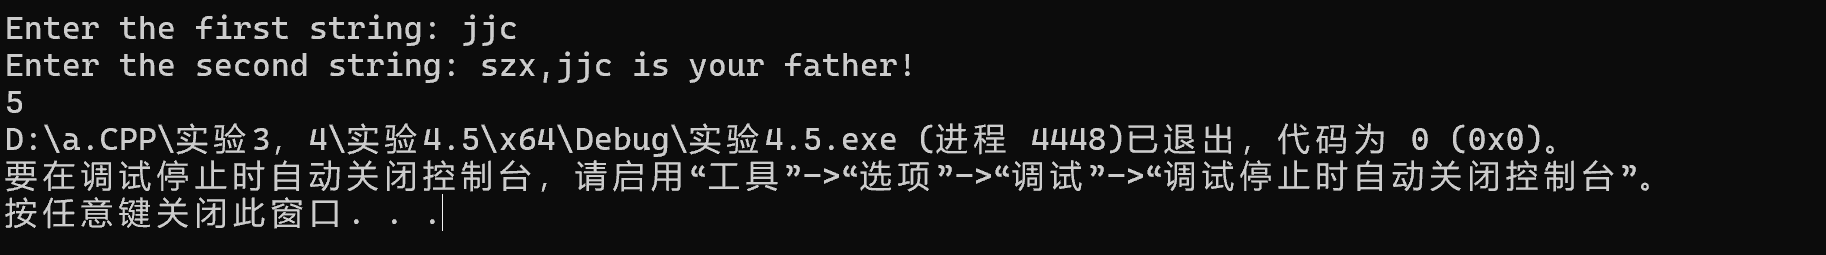 Enter the first string: jjc
Enter the second string: szx,jjc is your father!
5
D:\a.CPP\实验3，4\实验4.5\x64\Debug\实验4.5.exe (进程 4448)已退出，代码为 0 (0x0)。
要在调试停止时自动关闭控制台，请启用“工具”->“选项”->“调试”->“调试停止时自动关闭控制台”。
按任意键关闭此窗口. . .